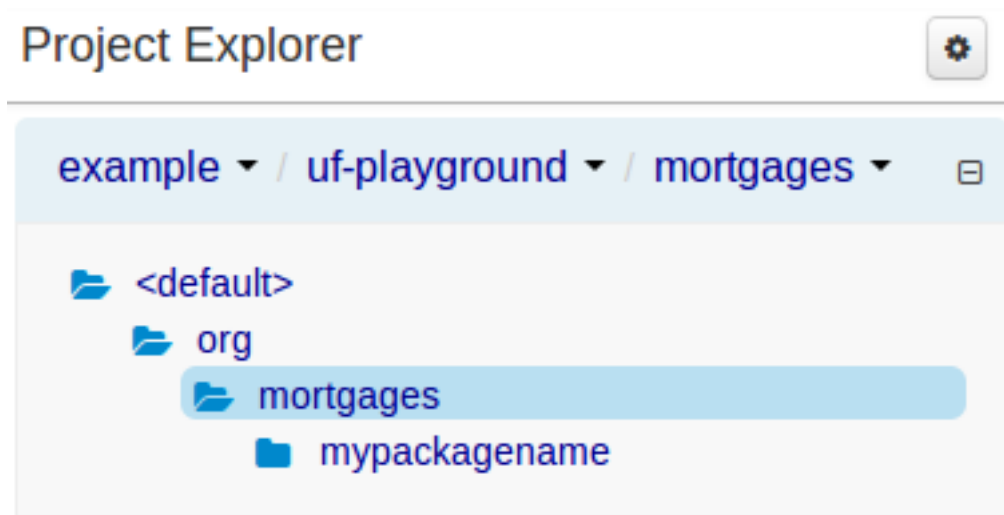 Project Explorer
example / uf-playground / mortgages
<default>
org
mortgages
mypackagename